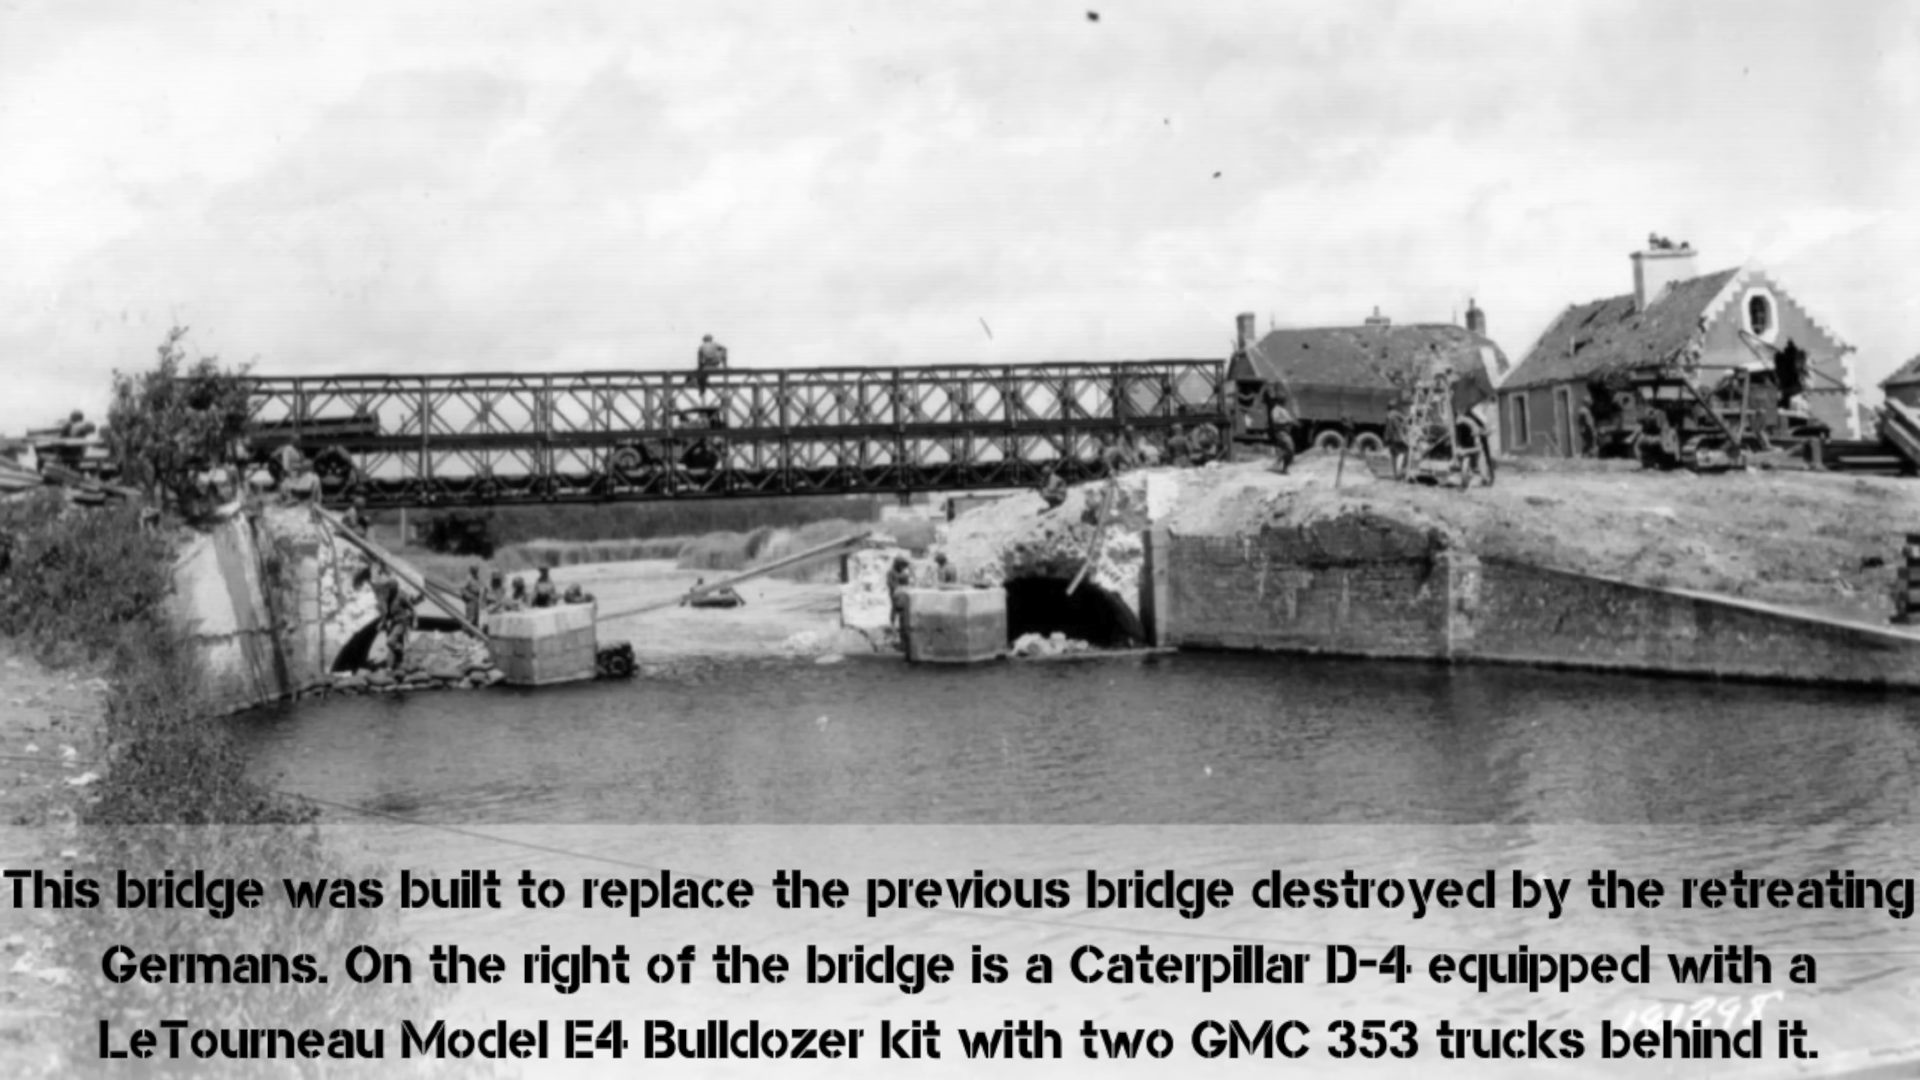 This bridge was built to replace the previous bridge destroyed by the retreating
Germans. On the right of the bridge is a Caterpillar D-4 equipped with a
LeTourneau Model E4 Bulldozer kit with two GMC 353 trucks behind it.